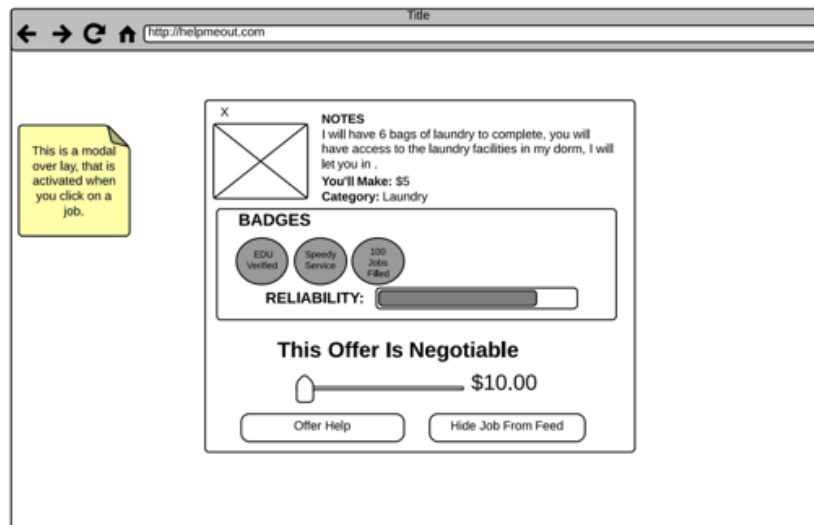 Title
http://helpmeout.com
This is a modal
over lay, that is
activated when
you click on a
job.
X
NOTES
I will have 6 bags of laundry to complete, you will
have access to the laundry facilities in my dorm, I will
let you in .
You'll Make: $5
Category: Laundry
BADGES
EDU
Verified
Speedy
Service
100
Jobs
Filled
RELIABILITY:
This Offer Is Negotiable
$10.00
Offer Help
Hide Job From Feed